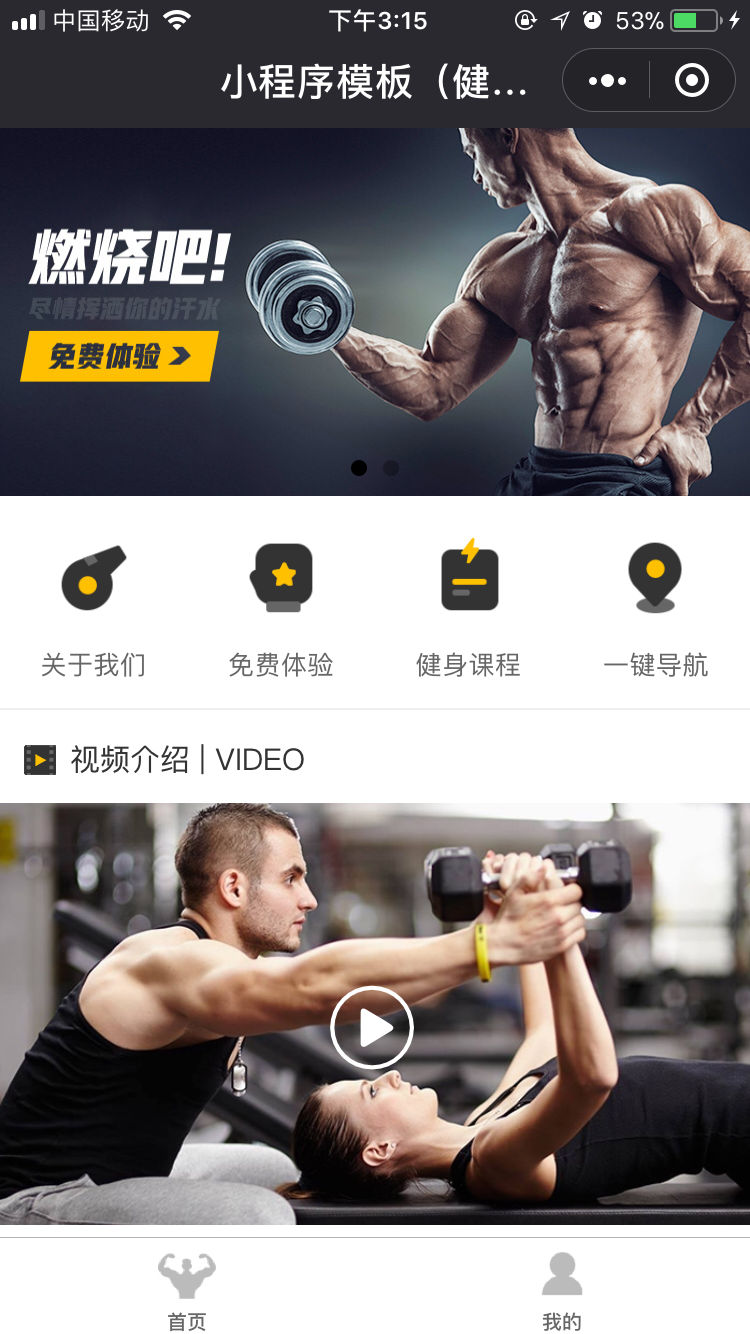 中国移动
下午3:15
53%
小程序模板（健...
燃烧吧!
尽情挥洒你的汗水
免费体验
关于我们
免费体验
健身课程
一键导航
视频介绍 | VIDEO
首页
我的